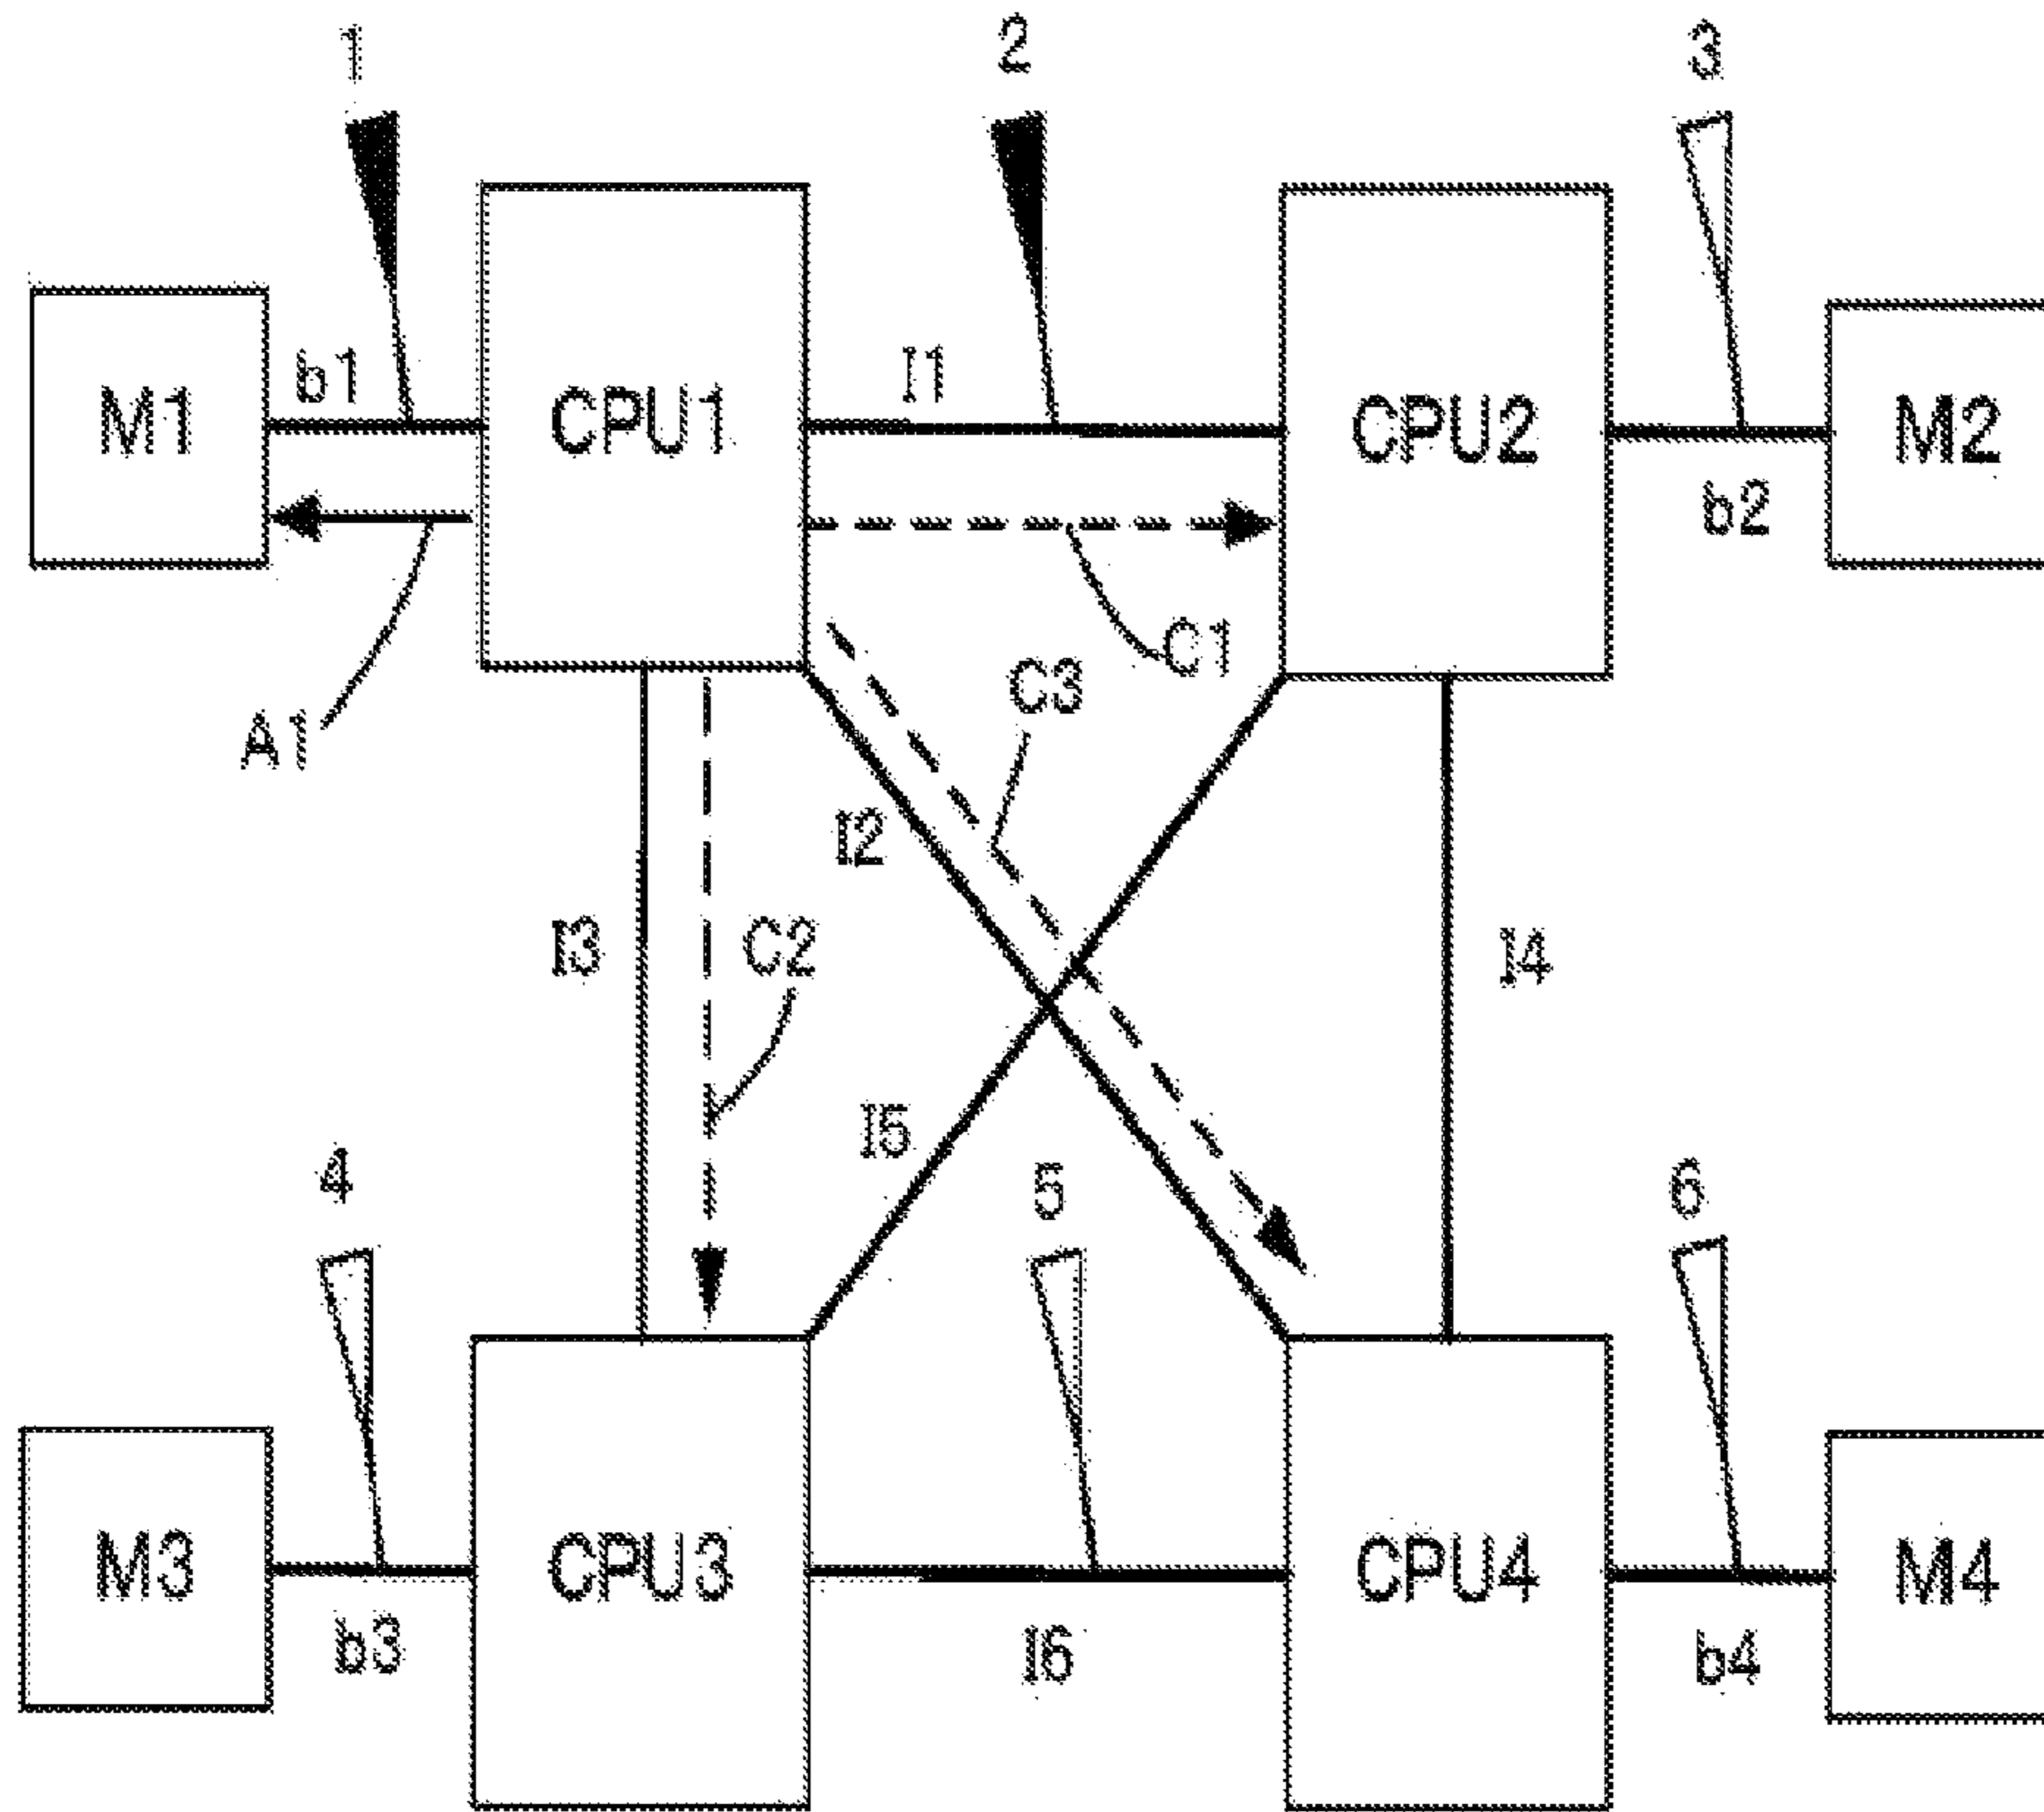 1 2 3
b1 I1
M1 CPU1 CPU2 M2
b2
C1
C3
A1
I2
I3 C2 I4
I5
4 5 6
M3 CPU3 CPU4 M4
b3 I6 b4